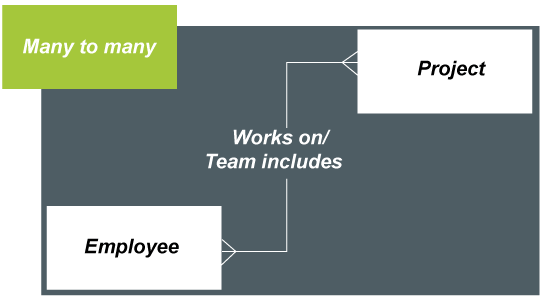 Many to many
Project
Works on/
Team includes
Employee